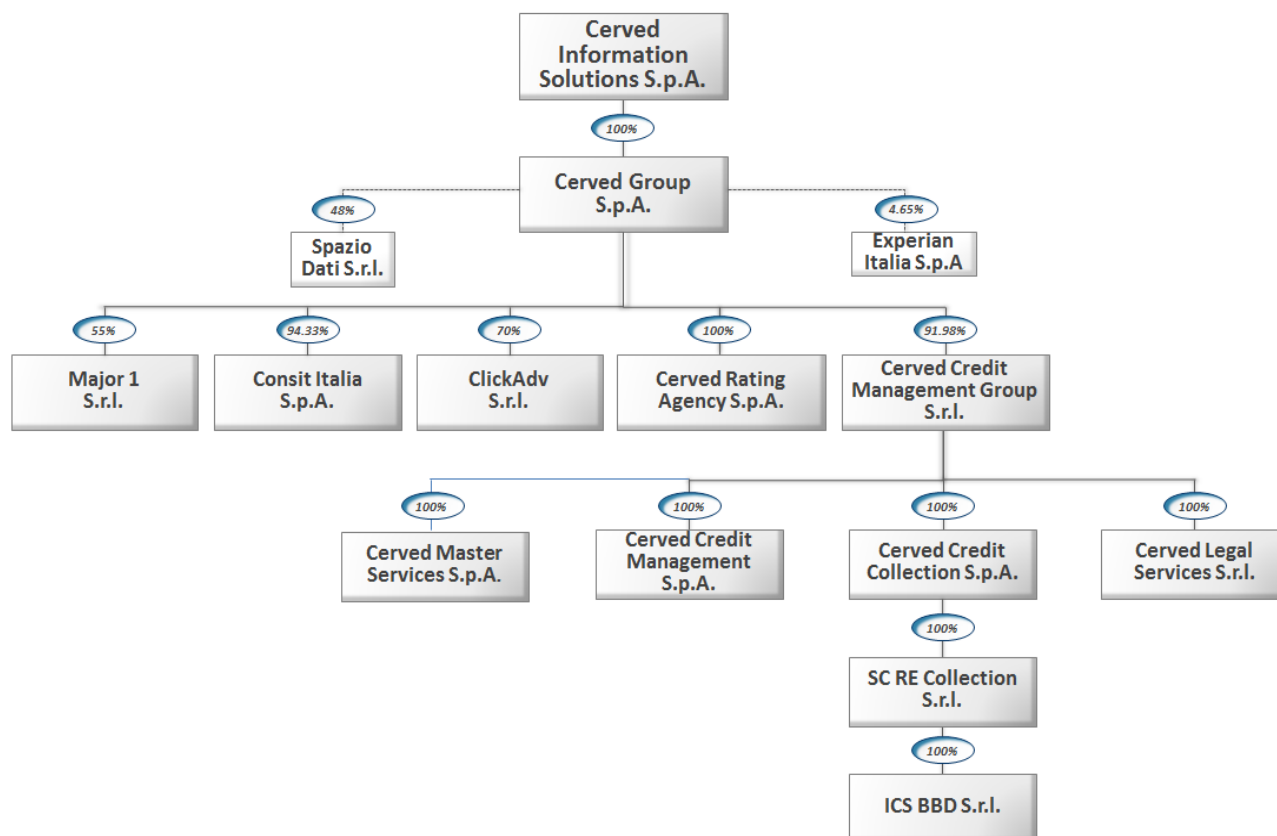 Cerved
Information
Solutions S.p.A.
100%
Cerved Group
S.p.A.
48%
4.65%
Spazio
Dati S.r.l.
Experian
Italia S.p.A
55%
94.33%
70%
100%
91.98%
Major 1
S.r.l.
Consit Italia
S.p.A.
ClickAdv
S.r.l.
Cerved Rating
Agency S.p.A.
Cerved Credit
Management Group
S.r.l.
100%
100%
100%
100%
Cerved Master
Services S.p.A.
Cerved Credit
Management
S.p.A.
Cerved Credit
Collection S.p.A.
Cerved Legal
Services S.r.l.
100%
SC RE Collection
S.r.l.
100%
ICS BBD S.r.l.